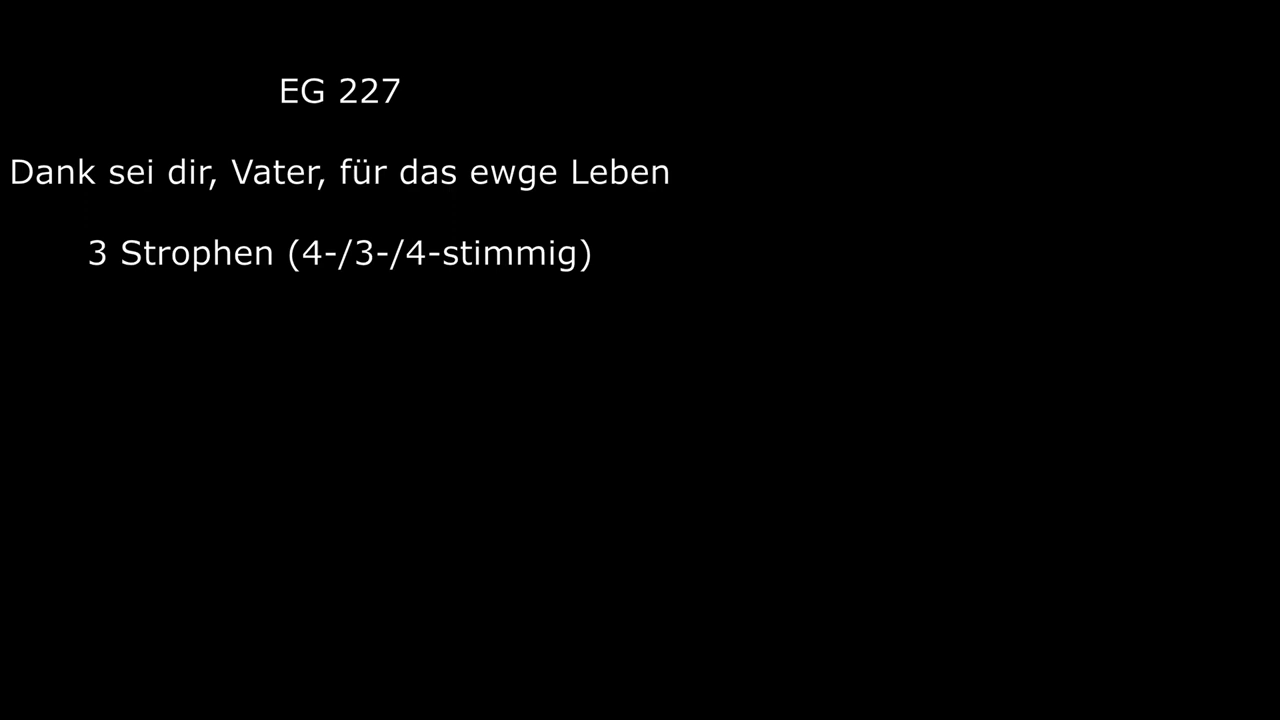 EG 227
Dank sei dir, Vater, für das ewge Leben
3 Strophen (4-/3-/4-stimmig)